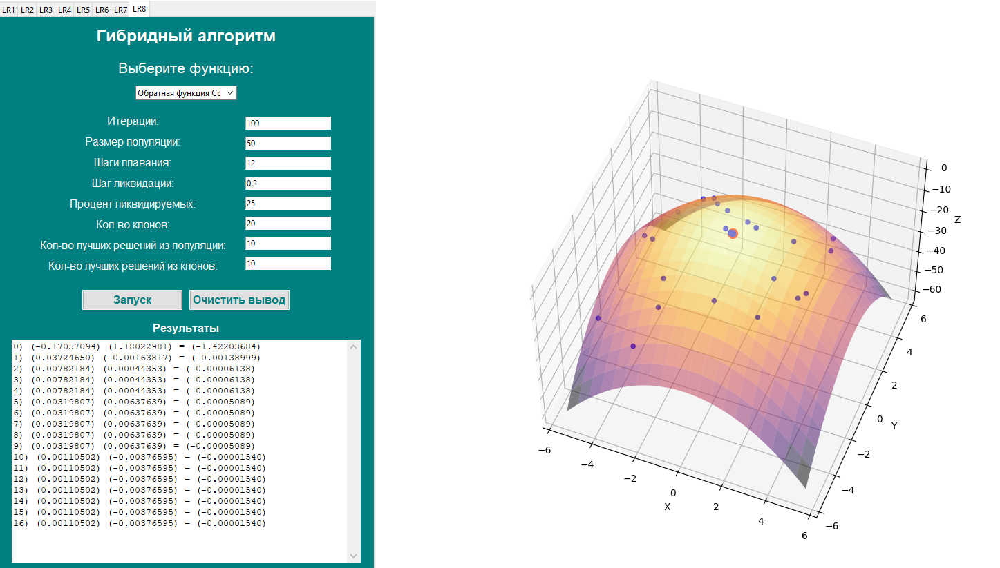 LR1 LR2 LR3 LR4 LR5 LR6 LR7 LR8
Гибридный алгоритм
Выберите функцию:
Обратная функция Сф
Итерации: 100
Размер популяции: 50
Шаги плавания: 12
Шаг ликвидации: 0.2
Процент ликвидируемых: 25
Кол-во клонов: 20
Кол-во лучших решений из популяции: 10
Кол-во лучших решений из клонов: 10
Запуск Очистить вывод
Результаты
0) (-0.17057094) (1.18022981) = (-1.42203684)
1) (0.03724650) (-0.00163817) = (-0.00138999)
2) (0.00782184) (0.00044353) = (-0.00006138)
3) (0.00782184) (0.00044353) = (-0.00006138)
4) (0.00782184) (0.00044353) = (-0.00006138)
5) (0.00319807) (0.00637639) = (-0.00005089)
6) (0.00319807) (0.00637639) = (-0.00005089)
7) (0.00319807) (0.00637639) = (-0.00005089)
8) (0.00319807) (0.00637639) = (-0.00005089)
9) (0.00319807) (0.00637639) = (-0.00005089)
10) (0.00110502) (-0.00376595) = (-0.00001540)
11) (0.00110502) (-0.00376595) = (-0.00001540)
12) (0.00110502) (-0.00376595) = (-0.00001540)
13) (0.00110502) (-0.00376595) = (-0.00001540)
14) (0.00110502) (-0.00376595) = (-0.00001540)
15) (0.00110502) (-0.00376595) = (-0.00001540)
16) (0.00110502) (-0.00376595) = (-0.00001540)
0
−10
−20
−30
−40
−50
−60
Z
6
4
2
0
−2
−4
−6
Y
−6
−4
−2
0
2
4
6
X